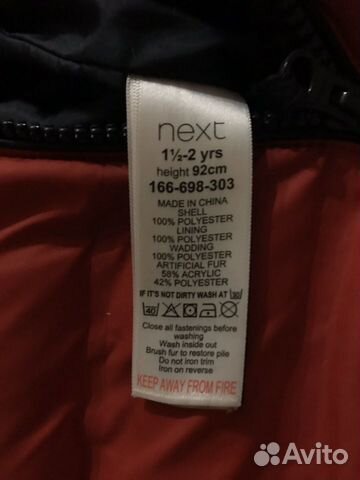 next
1½-2 yrs
height 92cm
166-698-303
MADE IN CHINA
SHELL
100% POLYESTER
LINING
100% POLYESTER
WADDING
100% POLYESTER
ARTIFICIAL FUR
58% ACRYLIC
42% POLYESTER
IF IT'S NOT DIRTY WASH AT 30
40
Close all fastenings before
washing
Wash inside out
Brush fur to restore pile
Do not iron trim
Iron on reverse
KEEP AWAY FROM FIRE
Avito